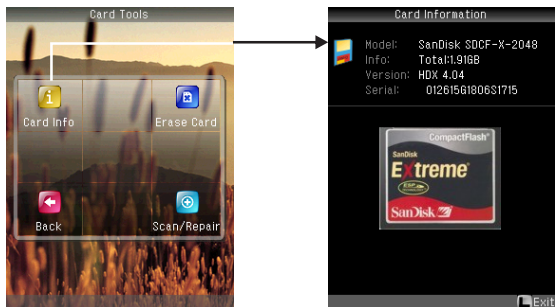 Card Tools
Card Info
Erase Card
Back
Scan/Repair
Card Information
Model: SanDisk SDCF-X-2048
Info: Total:1.91GB
Version: HDX 4.04
Serial: 012615G1806S1715
CompactFlash
SanDisk
Extreme
ESP
SanDisk
Exit